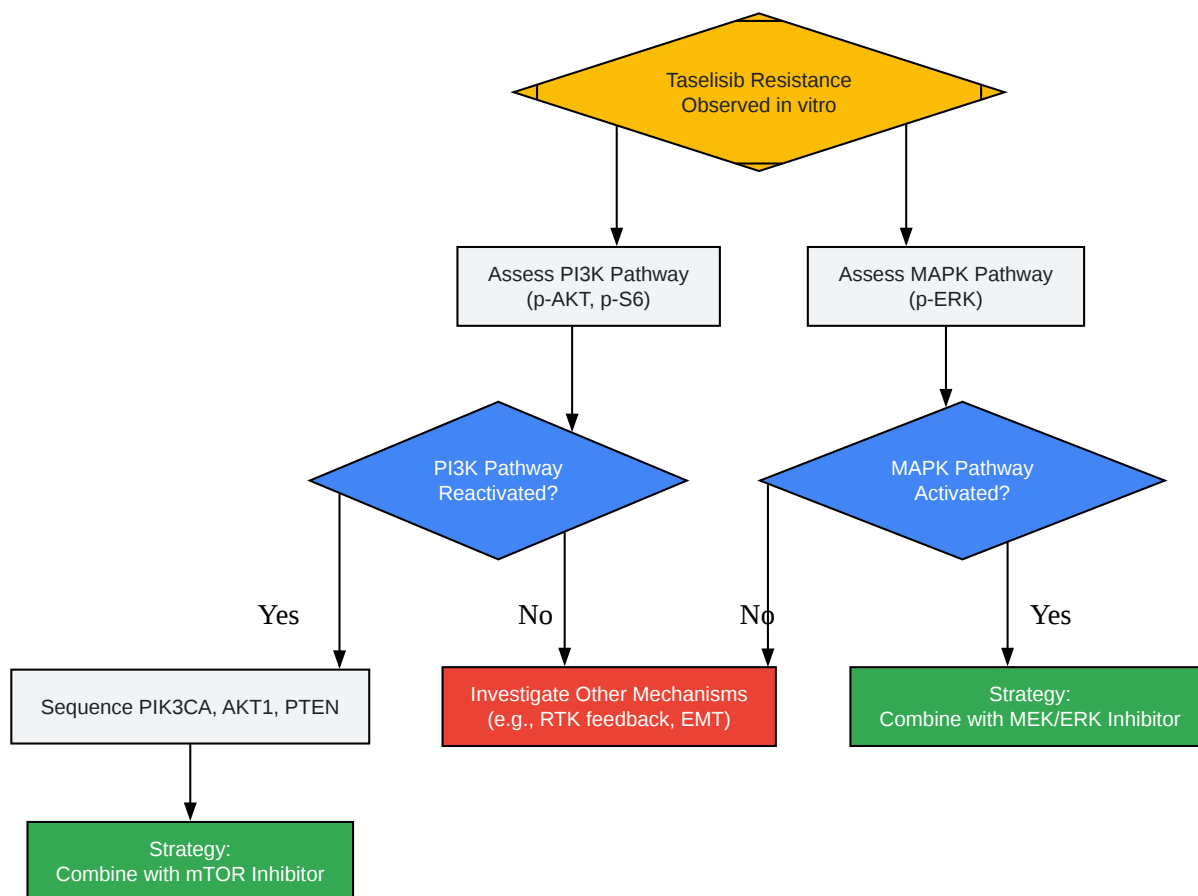 Taselisib Resistance
Observed in vitro
Assess PI3K Pathway
(p-AKT, p-S6)
Assess MAPK Pathway
(p-ERK)
PI3K Pathway
Reactivated?
MAPK Pathway
Activated?
Yes
No
No
Yes
Sequence PIK3CA, AKT1, PTEN
Investigate Other Mechanisms
(e.g., RTK feedback, EMT)
Strategy:
Combine with MEK/ERK Inhibitor
Strategy:
Combine with mTOR Inhibitor